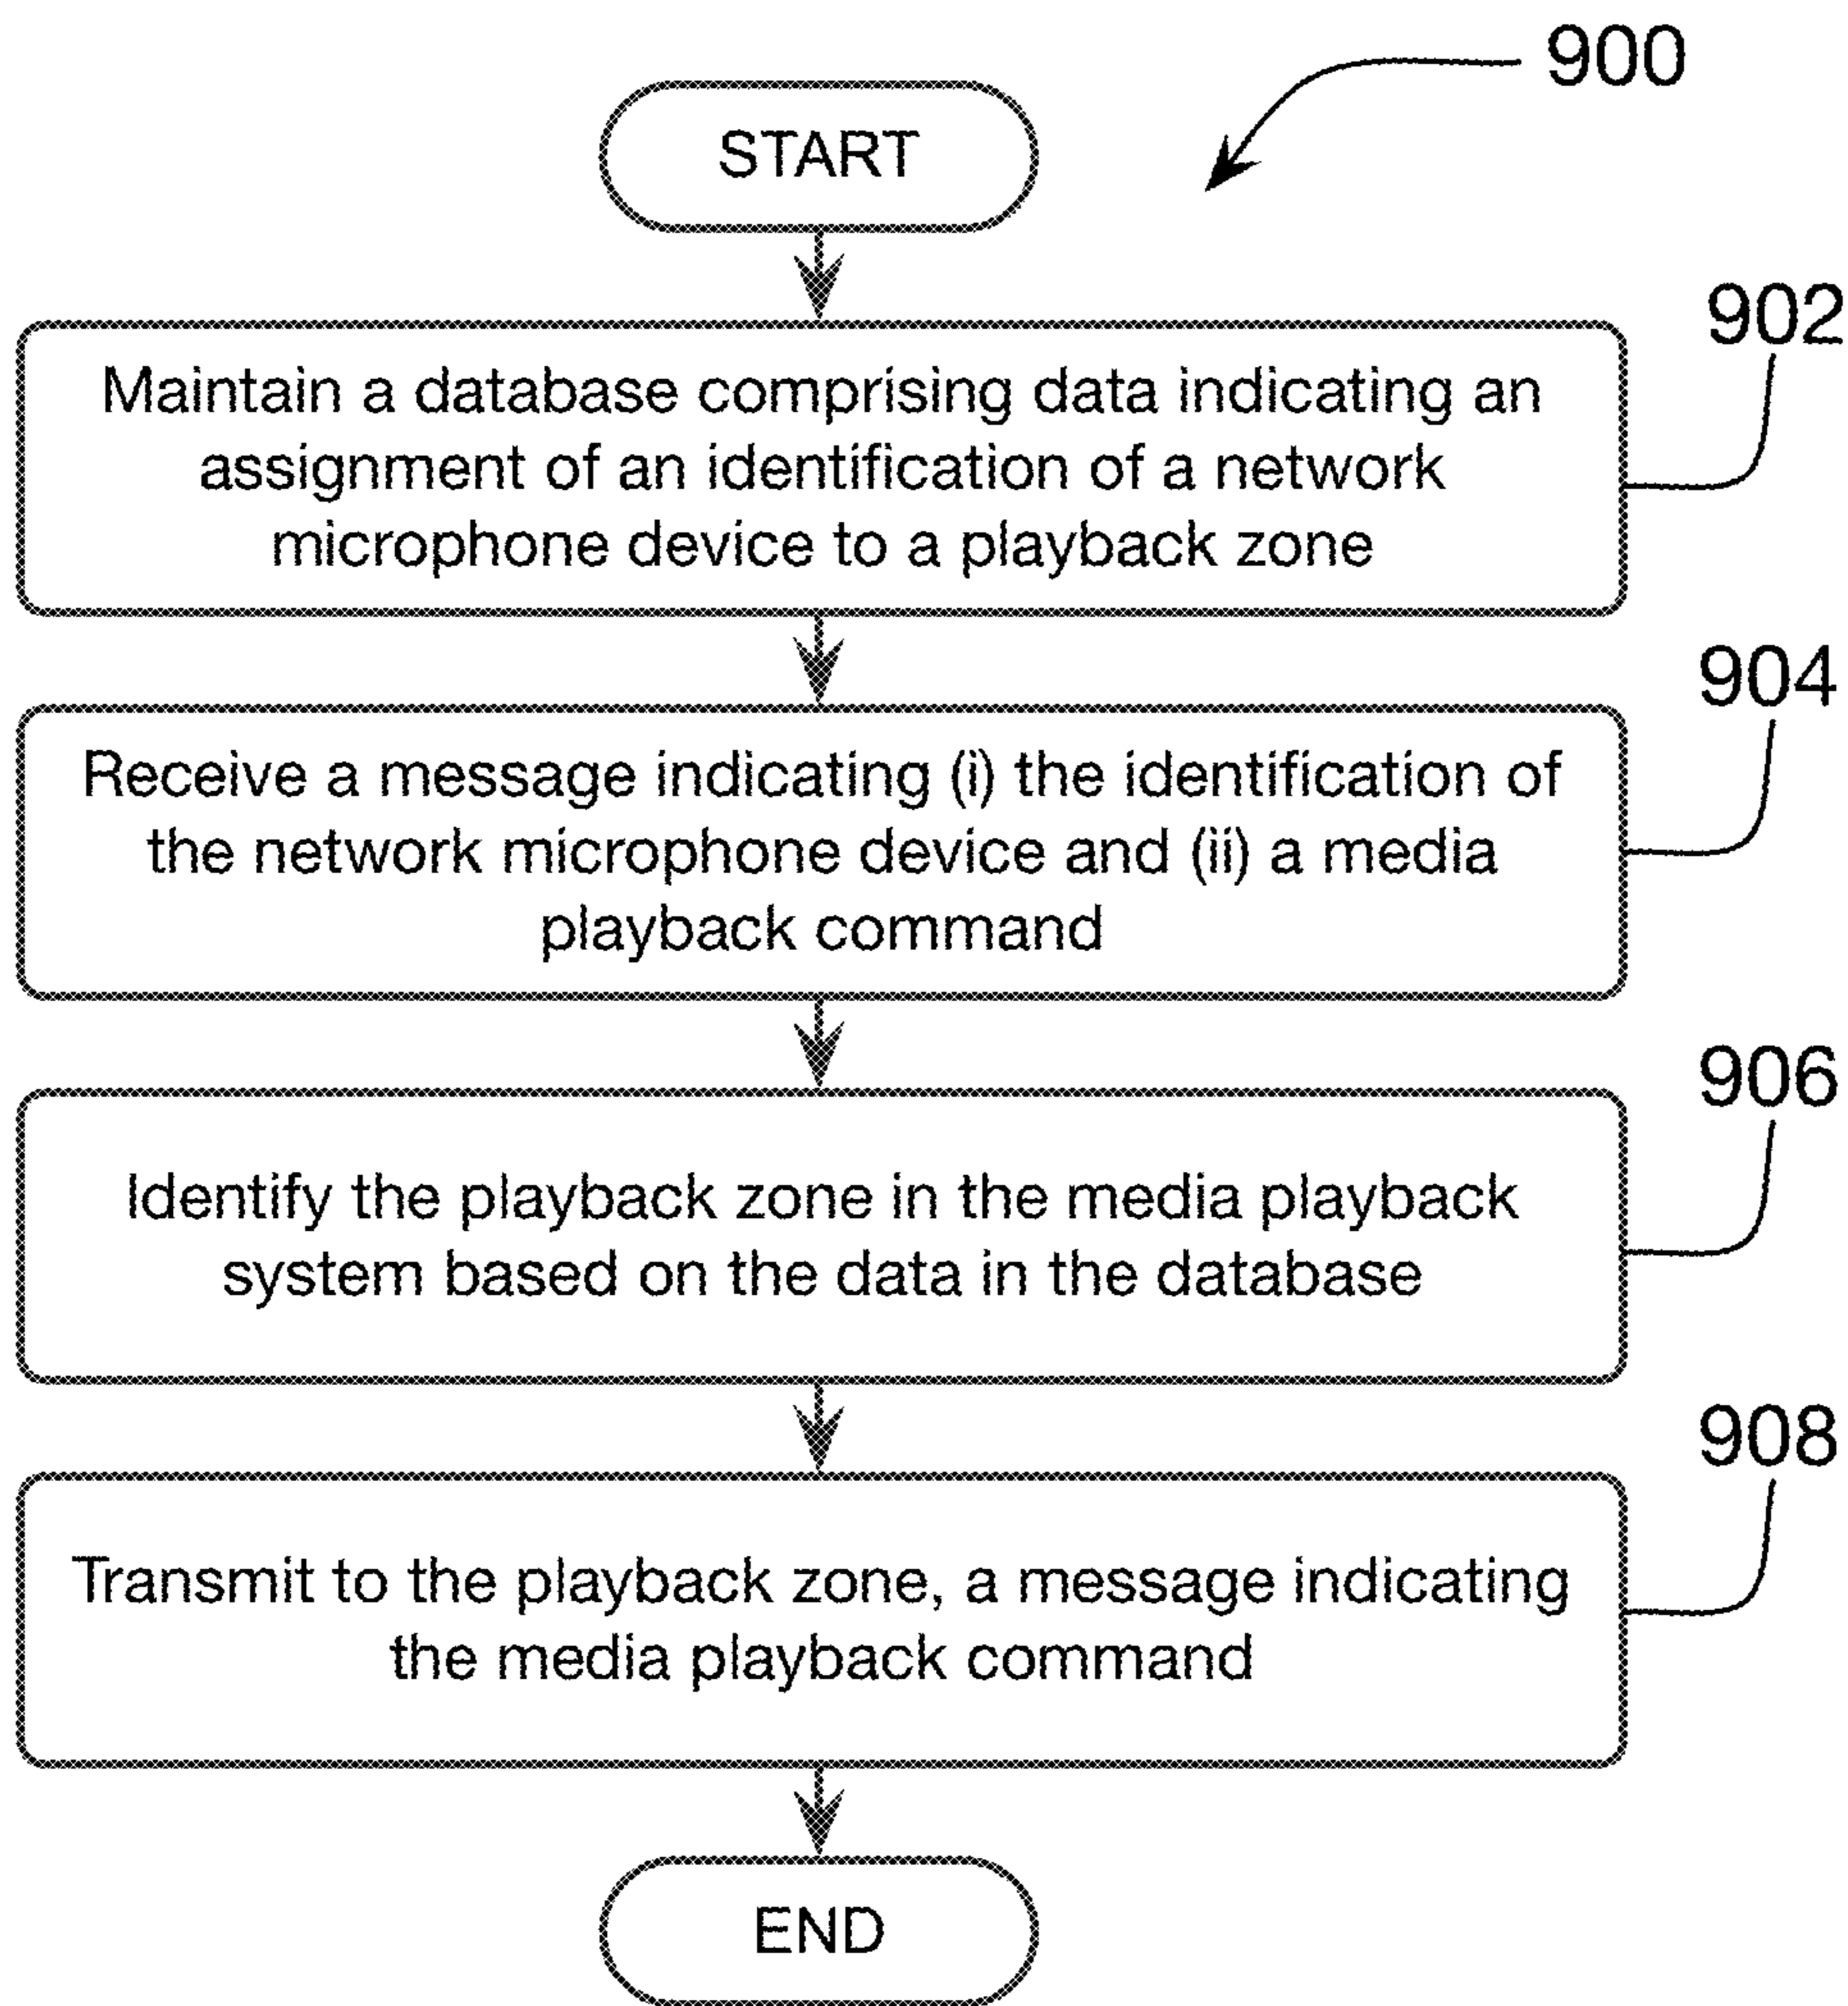 900
START
902
Maintain a database comprising data indicating an
assignment of an identification of a network
microphone device to a playback zone
904
Receive a message indicating (i) the identification of
the network microphone device and (ii) a media
playback command
906
Identify the playback zone in the media playback
system based on the data in the database
908
Transmit to the playback zone, a message indicating
the media playback command
END